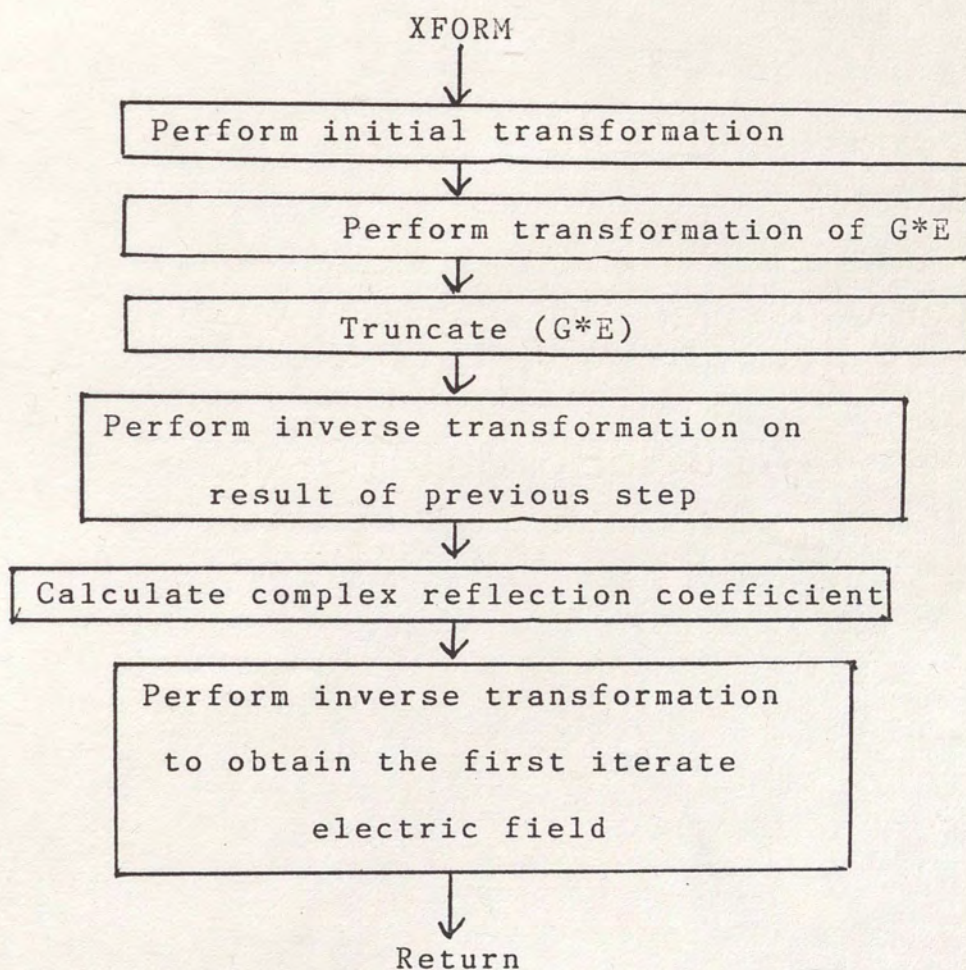 XFORM
Perform initial transformation
Perform transformation of G*E
Truncate (G*E)
Perform inverse transformation on
result of previous step
Calculate complex reflection coefficient
Perform inverse transformation
to obtain the first iterate
electric field
Return